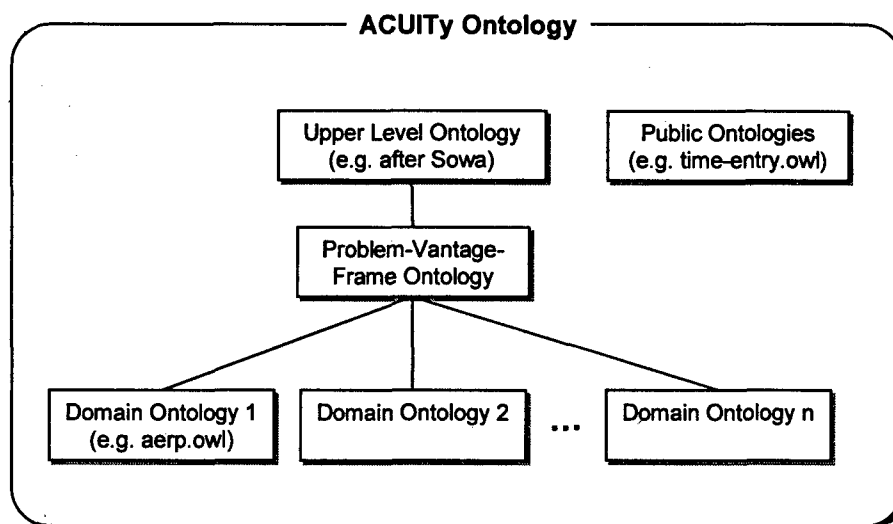 ACUITy Ontology
Upper Level Ontology
(e.g. after Sowa)
Public Ontologies
(e.g. time-entry.owl)
Problem-Vantage-
Frame Ontology
Domain Ontology 1
(e.g. aerp.owl)
Domain Ontology 2
...
Domain Ontology n